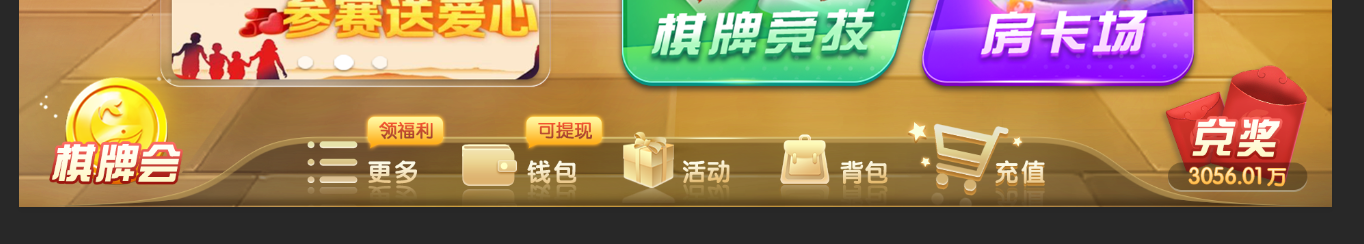 参赛送爱心
棋牌竞技
房卡场
棋牌会
领福利
更多
可提现
钱包
活动
背包
充值
兑奖
3056.01万